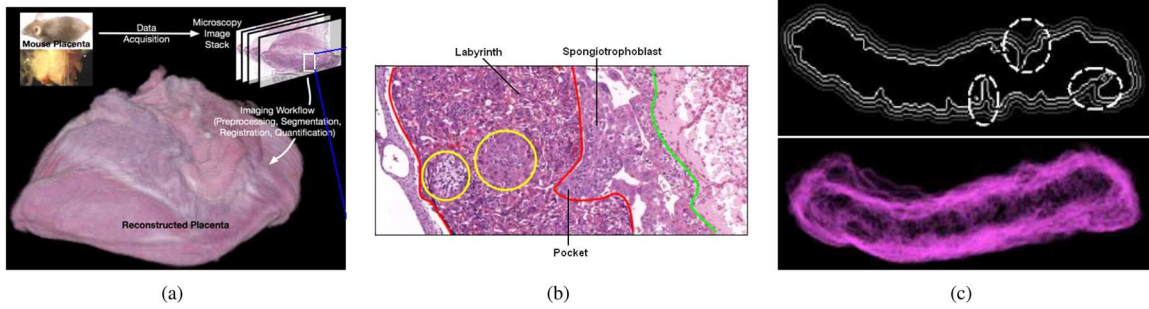 Mouse Placenta
Data
Acquisition
Microscopy
Image
Stack
Imaging Workflow
(Preprocessing, Segmentation,
Registration, Quantification)
Reconstructed Placenta
(a)
Labyrinth
Spongiotrophoblast
Pocket
(b)
(c)